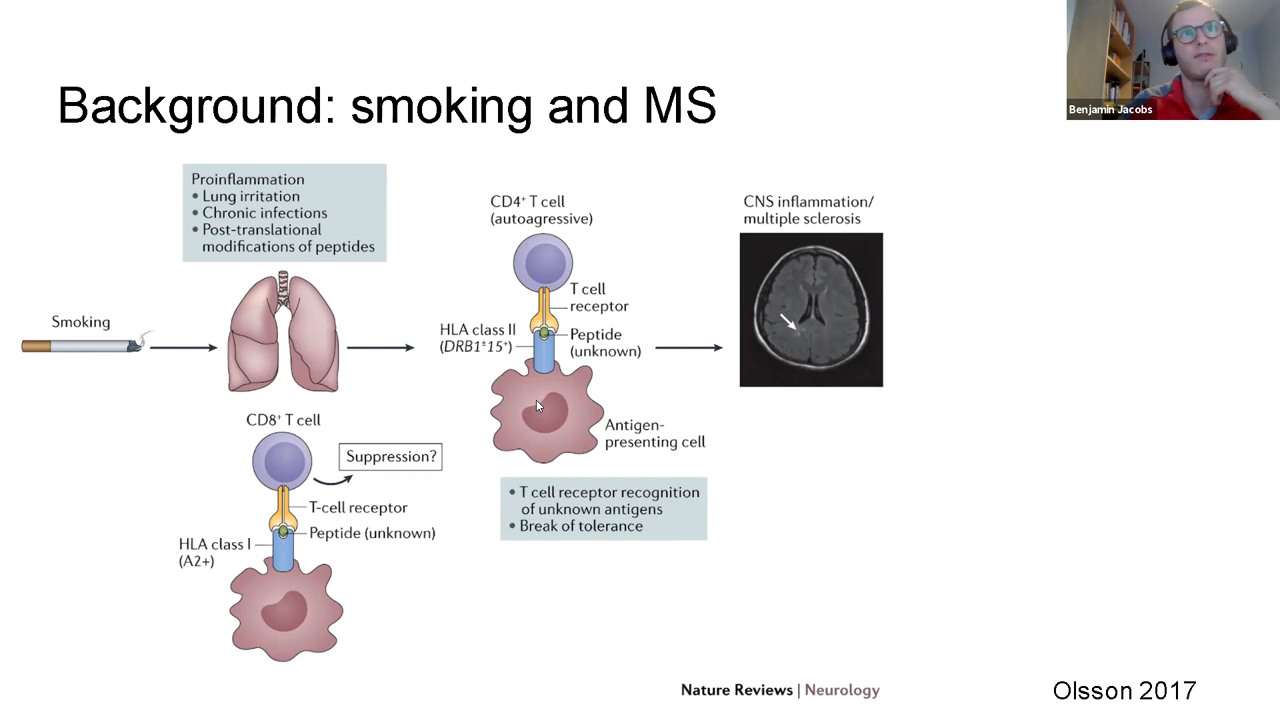 Benjamin Jacobs
Background: smoking and MS
Proinflammation
• Lung irritation
• Chronic infections
• Post-translational
modifications of peptides
Smoking
CD4⁺ T cell
(autoagressive)
T cell
receptor
HLA class II
(DRB1*15⁺)
Peptide
(unknown)
Antigen-
presenting cell
• T cell receptor recognition
of unknown antigens
• Break of tolerance
CNS inflammation/
multiple sclerosis
CD8⁺ T cell
Suppression?
T-cell receptor
Peptide (unknown)
HLA class I
(A2+)
Nature Reviews | Neurology
Olsson 2017